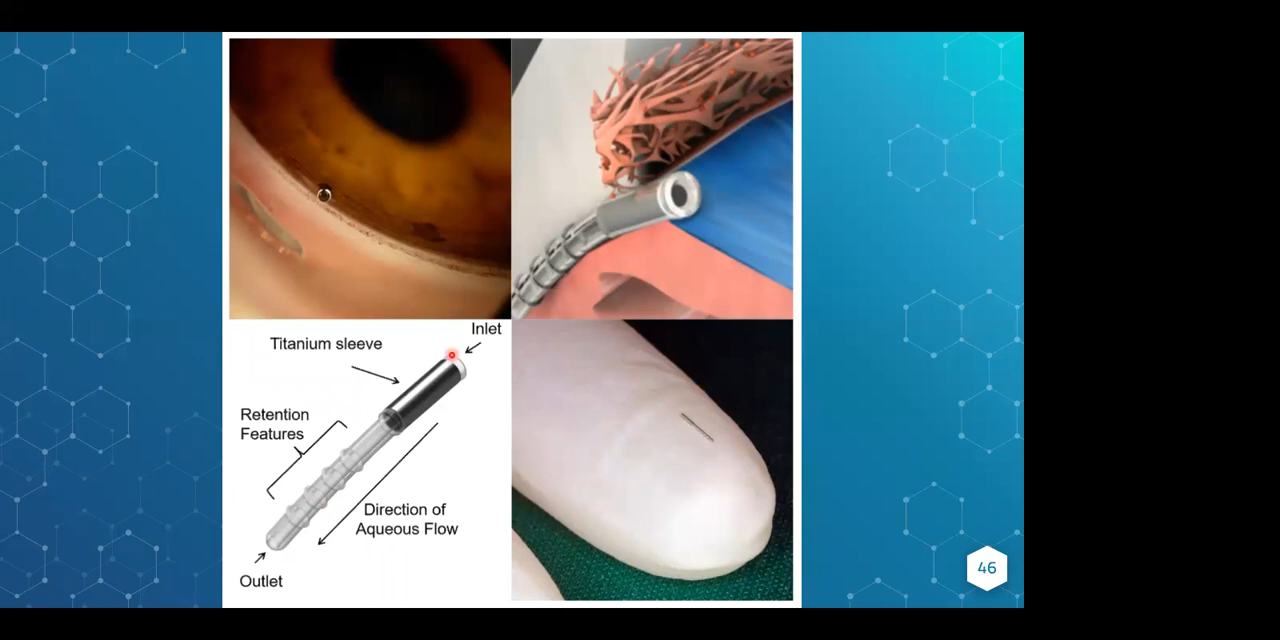 Inlet
Titanium sleeve
Retention
Features
Direction of
Aqueous Flow
Outlet
46